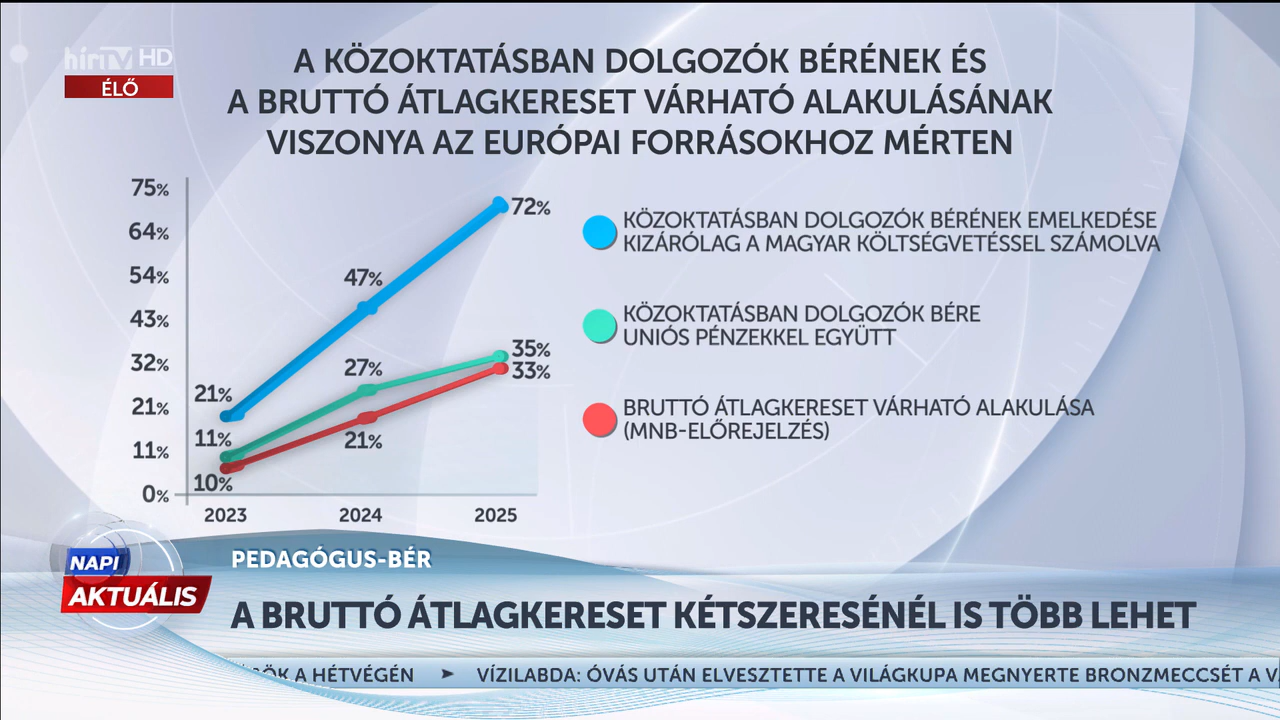 híriTV HD
ÉLŐ
A KÖZOKTATÁSBAN DOLGOZÓK BÉRÉNEK ÉS
A BRUTTÓ ÁTLAGKERESET VÁRHATÓ ALAKULÁSÁNAK
VISZONYA AZ EURÓPAI FORRÁSOKHOZ MÉRTEN
75%
64%
54%
43%
32%
21%
11%
0%
72%
47%
21%
35%
33%
27%
11%
21%
10%
2023 2024 2025
KÖZOKTATÁSBAN DOLGOZÓK BÉRÉNEK EMELKEDÉSE
KIZÁRÓLAG A MAGYAR KÖLTSÉGVETÉSSEL SZÁMOLVA
KÖZOKTATÁSBAN DOLGOZÓK BÉRE
UNIÓS PÉNZEKKEL EGYÜTT
BRUTTÓ ÁTLAGKERESET VÁRHATÓ ALAKULÁSA
(MNB-ELŐREJELZÉS)
NAPI
AKTUÁLIS
PEDAGÓGUS-BÉR
A BRUTTÓ ÁTLAGKERESET KÉTSZERESÉNÉL IS TÖBB LEHET
A HÉTVÉGÉN ► VÍZILABDA: ÓVÁS UTÁN ELVESZTETTE A VILÁGKUPA MEGNYERTE BRONZMECCSÉT A